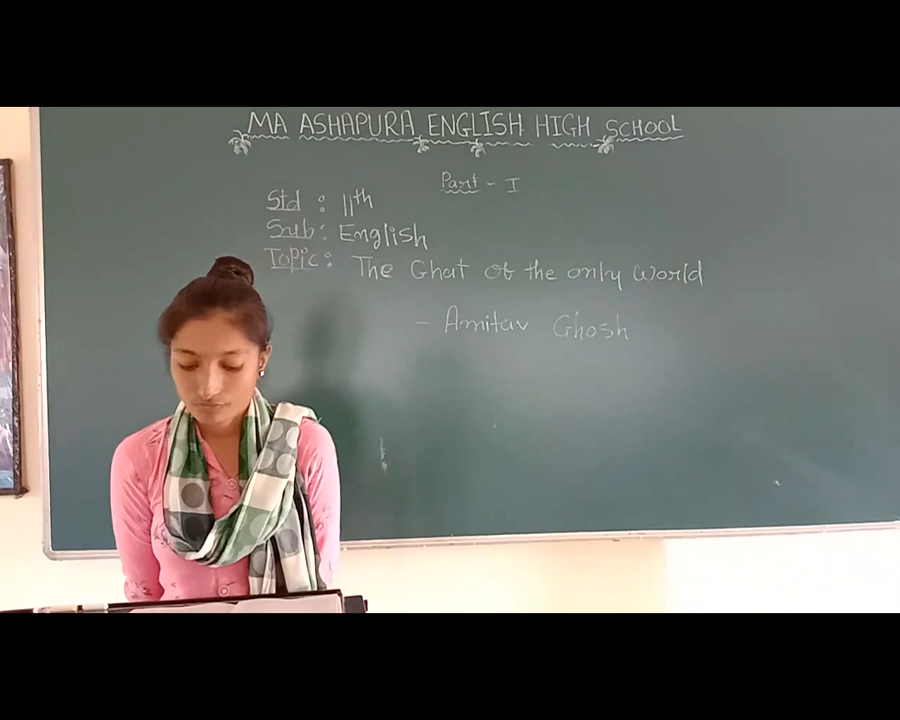 MA ASHAPURA ENGLISH HIGH SCHOOL
Part - I
Std : 11th
Sub : English
Topic : The Ghat of the only World
- Amitav Ghosh